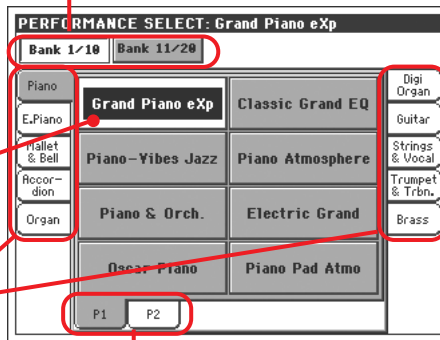 PERFORMANCE SELECT: Grand Piano eXp
Bank 1/10 Bank 11/20
Piano
E.Piano
Mallet
& Bell
Accor-
dion
Organ
Grand Piano eXp Classic Grand EQ
Piano-Vibes Jazz Piano Atmosphere
Piano & Orch. Electric Grand
Oscar Piano Piano Pad Atmo
Digi
Organ
Guitar
Strings
& Vocal
Trumpet
& Trbn.
Brass
P1 P2